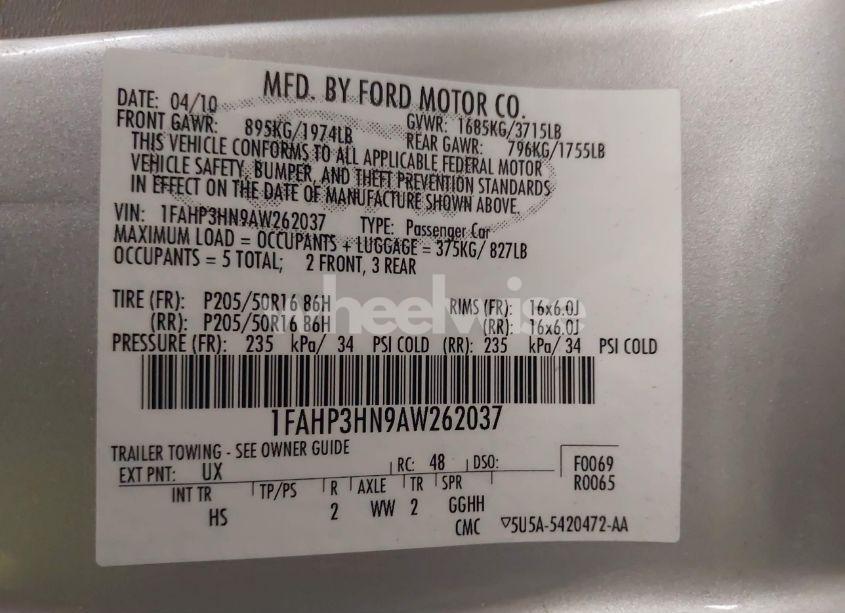 MFD. BY FORD MOTOR CO.
DATE: 04/10 GVWR: 1685KG/3715LB
FRONT GAWR: 895KG/1974LB REAR GAWR: 796KG/1755LB
THIS VEHICLE CONFORMS TO ALL APPLICABLE FEDERAL MOTOR
VEHICLE SAFETY, BUMPER, AND THEFT PREVENTION STANDARDS
IN EFFECT ON THE DATE OF MANUFACTURE SHOWN ABOVE.
VIN: 1FAHP3HN9AW262037 TYPE: Passenger Car
MAXIMUM LOAD = OCCUPANTS + LUGGAGE = 375KG/ 827LB
OCCUPANTS = 5 TOTAL; 2 FRONT, 3 REAR
wheelwise
TIRE (FR): P205/50R16 86H RIMS (FR): 16x6.0J
(RR): P205/50R16 86H (RR): 16x6.0J
PRESSURE (FR): 235 kPa/ 34 PSI COLD (RR): 235 kPa/ 34 PSI COLD
1FAHP3HN9AW262037
TRAILER TOWING - SEE OWNER GUIDE
EXT PNT: UX RC: 48 DSO: F0069
R0065
INT TR TP/PS R AXLE TR SPR
HS 2 WW 2 GGHH
CMC ▽5U5A-5420472-AA